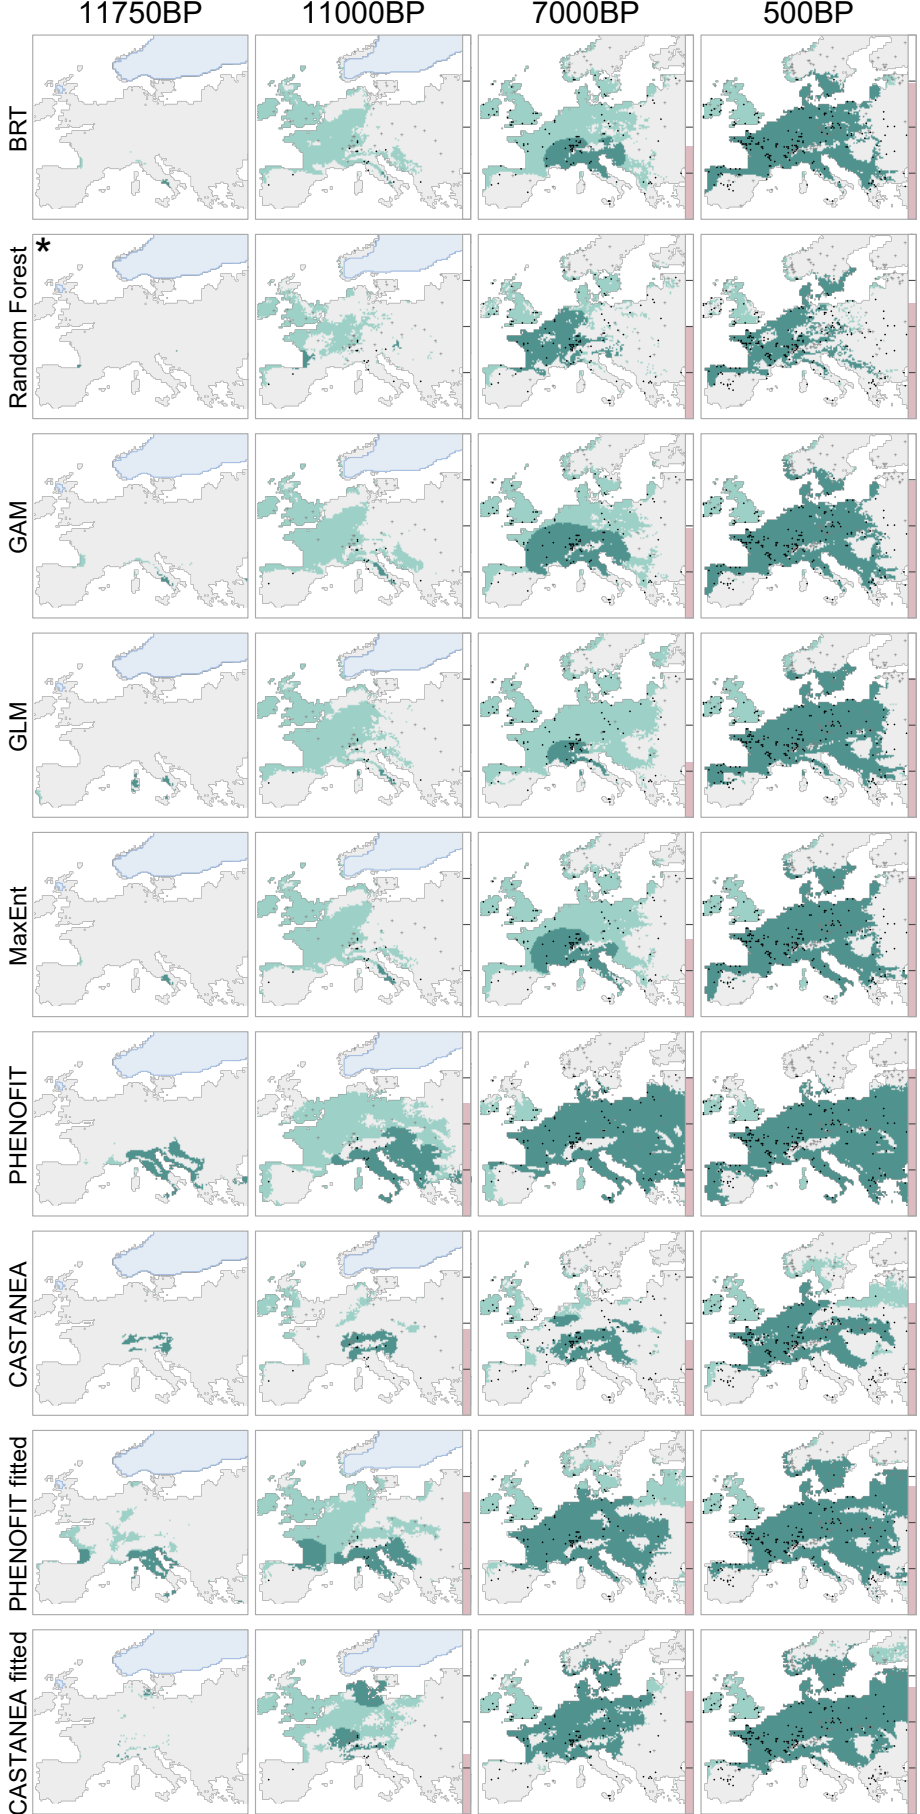 11750BP 11000BP 7000BP 500BP
BRT
*
Random Forest
GAM
GLM
MaxEnt
PHENOFIT
CASTANEA
PHENOFIT fitted
CASTANEA fitted